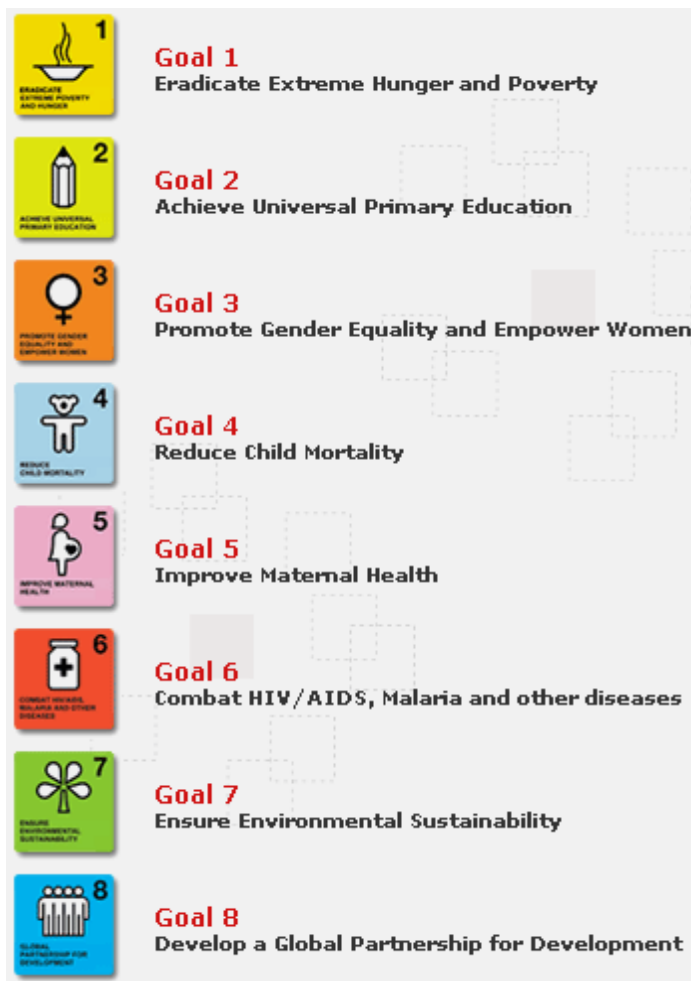 1
ERADICATE
EXTREME POVERTY
AND HUNGER
Goal 1
Eradicate Extreme Hunger and Poverty
2
ACHIEVE UNIVERSAL
PRIMARY EDUCATION
Goal 2
Achieve Universal Primary Education
3
PROMOTE GENDER
EQUALITY AND
EMPOWER WOMEN
Goal 3
Promote Gender Equality and Empower Women
4
REDUCE
CHILD MORTALITY
Goal 4
Reduce Child Mortality
5
IMPROVE MATERNAL
HEALTH
Goal 5
Improve Maternal Health
6
COMBAT HIV/AIDS,
MALARIA AND OTHER
DISEASES
Goal 6
Combat HIV/AIDS, Malaria and other diseases
7
ENSURE
ENVIRONMENTAL
SUSTAINABILITY
Goal 7
Ensure Environmental Sustainability
8
GLOBAL
PARTNERSHIP FOR
DEVELOPMENT
Goal 8
Develop a Global Partnership for Development